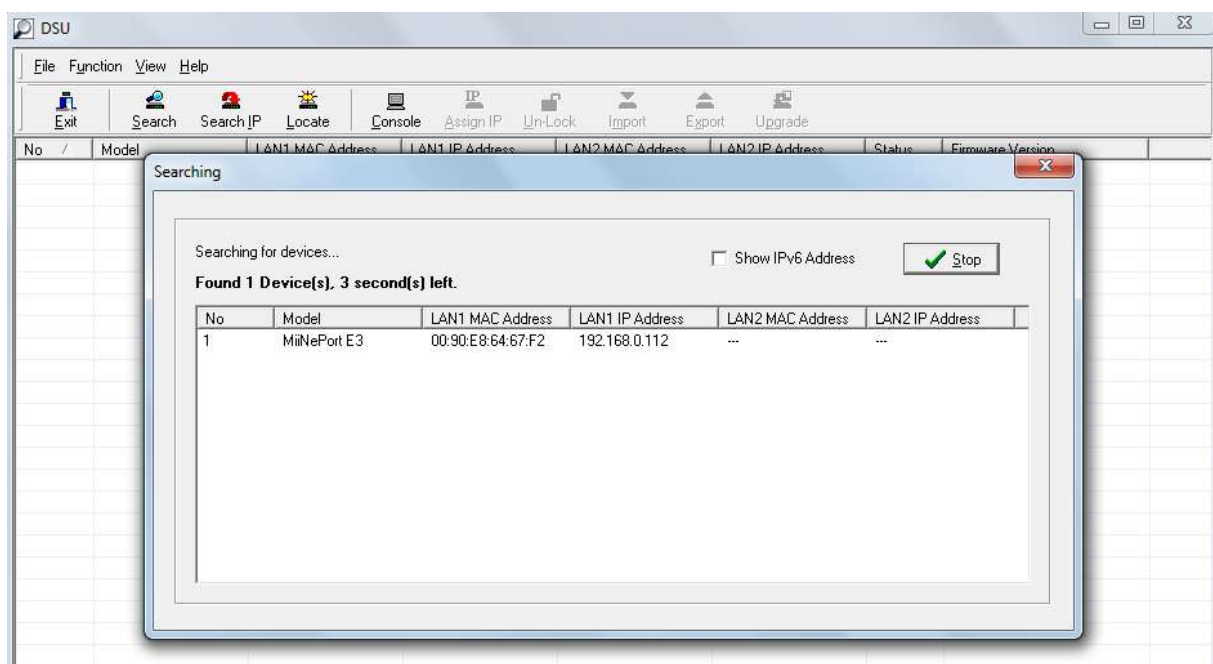 DSU
File Function View Help
Exit Search Search IP Locate Console Assign IP Un-Lock Import Export Upgrade
No / Model LAN1 MAC Address LAN1 IP Address LAN2 MAC Address LAN2 IP Address Status Firmware Version
Searching
Searching for devices...
Show IPv6 Address
Stop
Found 1 Device(s), 3 second(s) left.
No Model LAN1 MAC Address LAN1 IP Address LAN2 MAC Address LAN2 IP Address
1 MiiNePort E3 00:90:E8:64:67:F2 192.168.0.112 --- ---